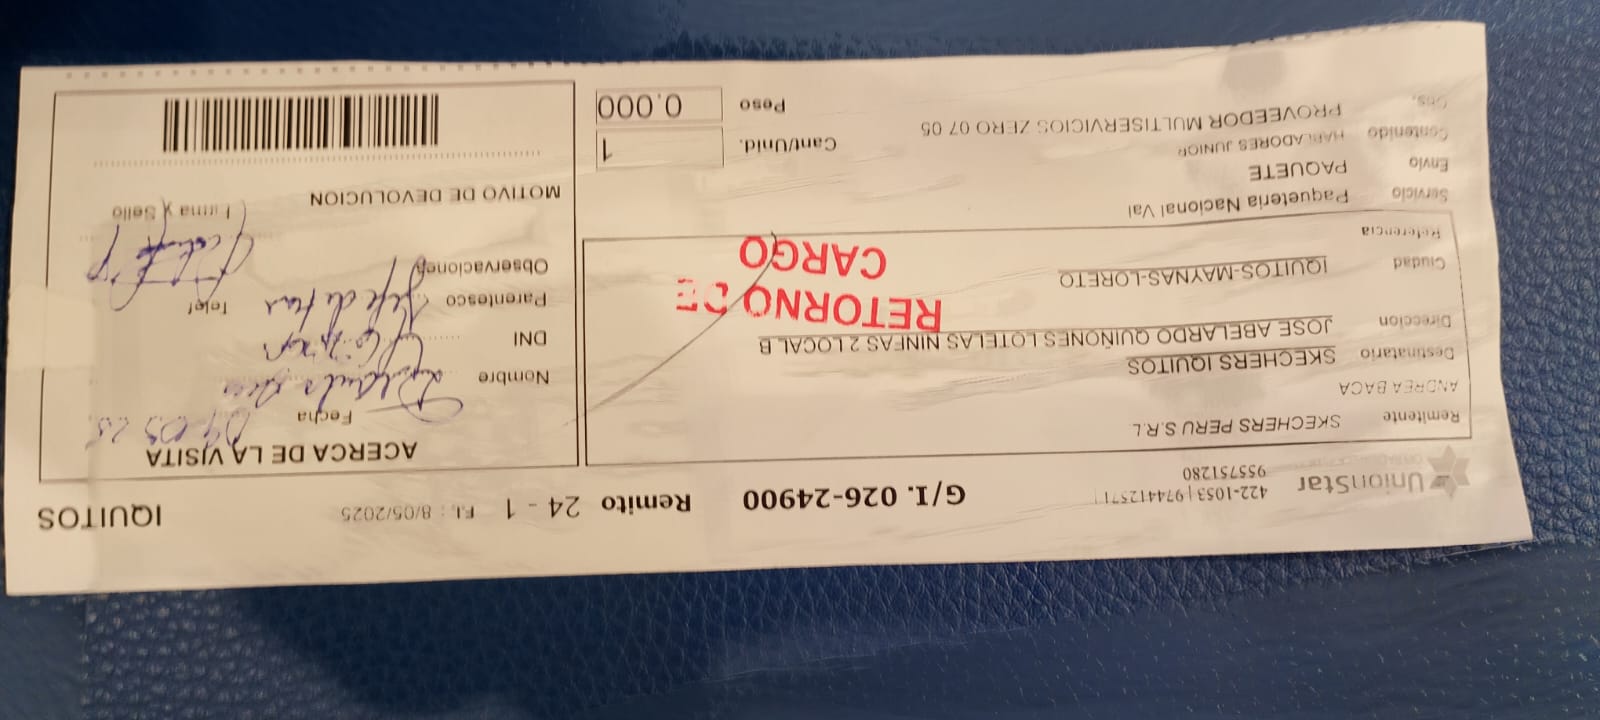 UnionStar 422-1053 | 974412571 |
955751280
G/I. 026-24900 Remito 24 - 1 F.I.: 8/05/2025 IQUITOS
Remitente SKECHERS PERU S.R.L
ANDREA BACA
Destinatario SKECHERS IQUITOS
Direccion JOSE ABELARDO QUIÑONES LOTE LAS NINFAS 2 LOCAL B
Ciudad IQUITOS-MAYNAS-LORETO
Referencia
RETORNO DE
CARGO
Servicio Paqueteria Nacional Val
Envio PAQUETE
Contenido HABLADORES JUNIOR
Obs. PROVEEDOR MULTISERVICIOS ZERO 07 05
Cant/Unid. 1
Peso 0.000
ACERCA DE LA VISITA
Fecha 09 05 25
Nombre
DNI
Parentesco Jefe de Telef
Observaciones
Firma y Sello
MOTIVO DE DEVOLUCION